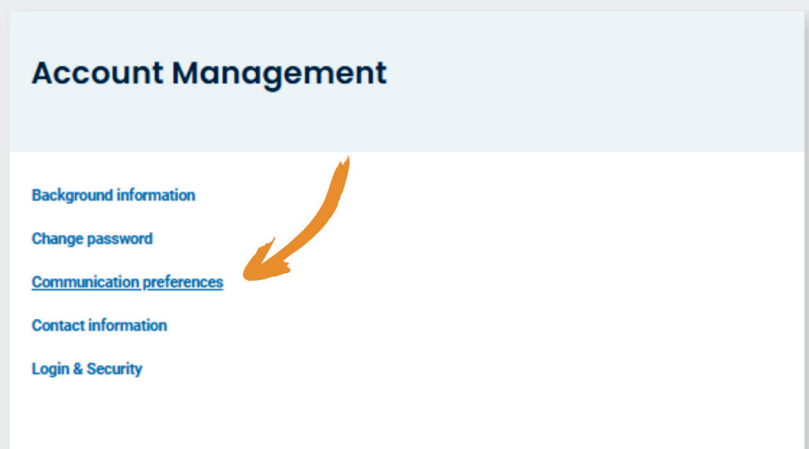 Account Management
Background information
Change password
Communication preferences
Contact information
Login & Security